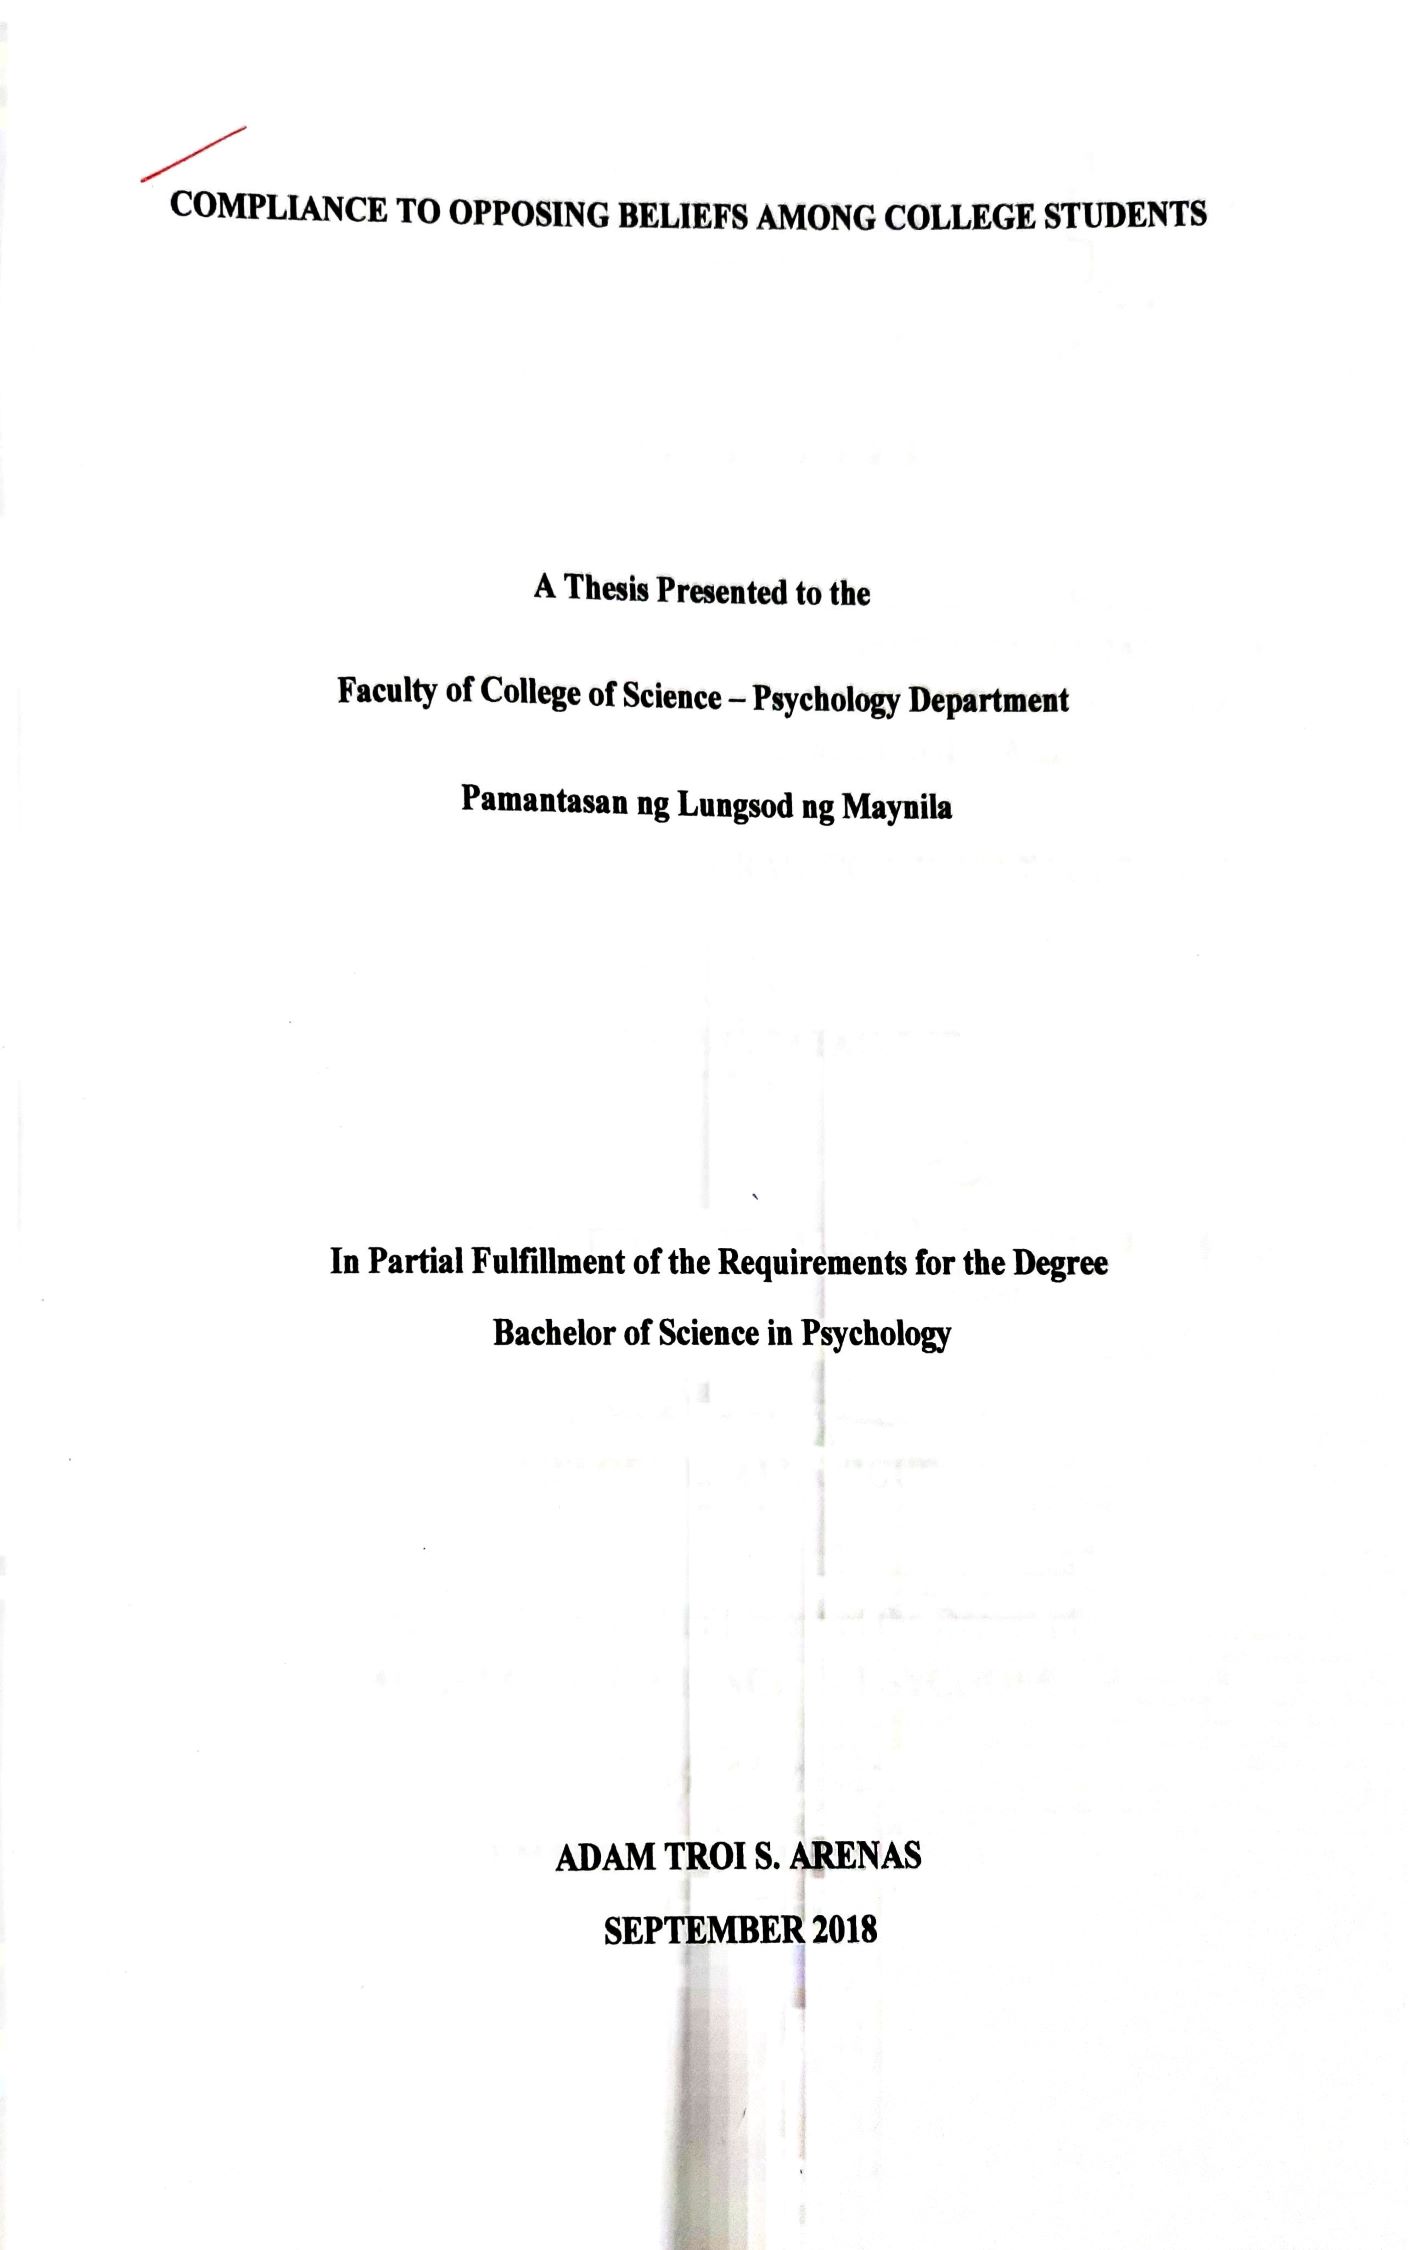 COMPLIANCE TO OPPOSING BELIEFS AMONG COLLEGE STUDENTS
A Thesis Presented to the
Faculty of College of Science – Psychology Department
Pamantasan ng Lungsod ng Maynila
In Partial Fulfillment of the Requirements for the Degree
Bachelor of Science in Psychology
ADAM TROI S. ARENAS
SEPTEMBER 2018